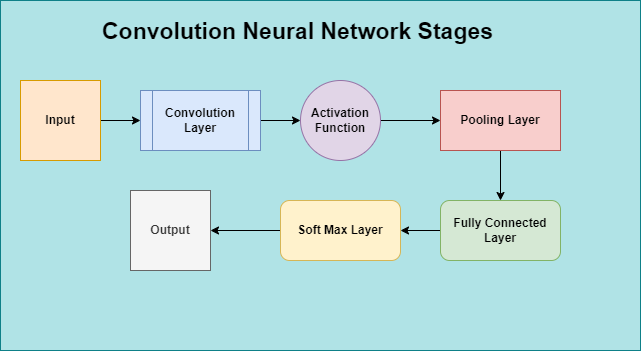 Convolution Neural Network Stages
Input
Convolution
Layer
Activation
Function
Pooling Layer
Fully Connected
Layer
Soft Max Layer
Output